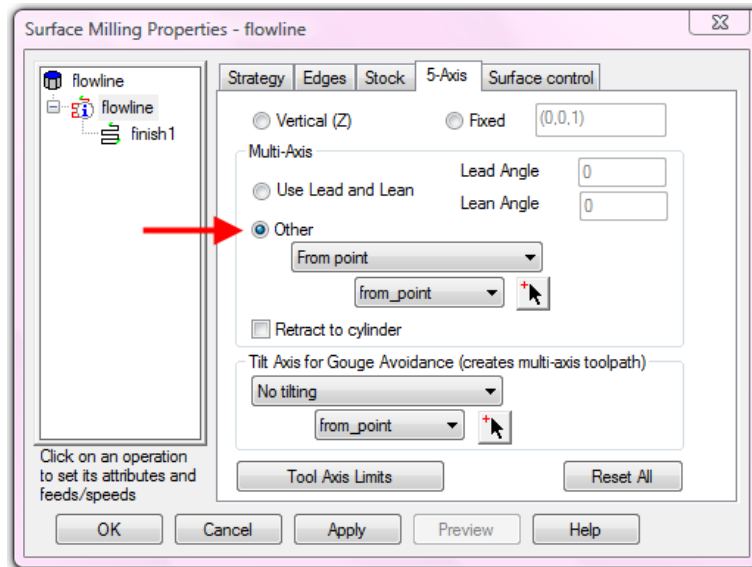 Surface Milling Properties - flowline
flowline
flowline
finish1
Click on an operation
to set its attributes and
feeds/speeds
Strategy Edges Stock 5-Axis Surface control
Vertical (Z) Fixed (0,0,1)
Multi-Axis
Lead Angle 0
Use Lead and Lean
Lean Angle 0
Other
From point
from_point
Retract to cylinder
Tilt Axis for Gouge Avoidance (creates multi-axis toolpath)
No tilting
from_point
Tool Axis Limits Reset All
OK Cancel Apply Preview Help